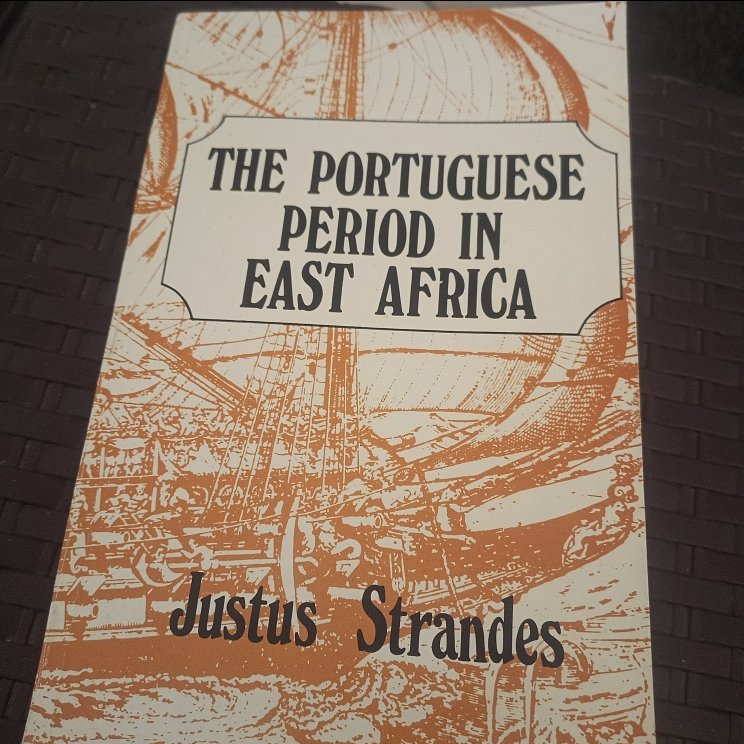 THE PORTUGUESE
PERIOD IN
EAST AFRICA
Justus Strandes